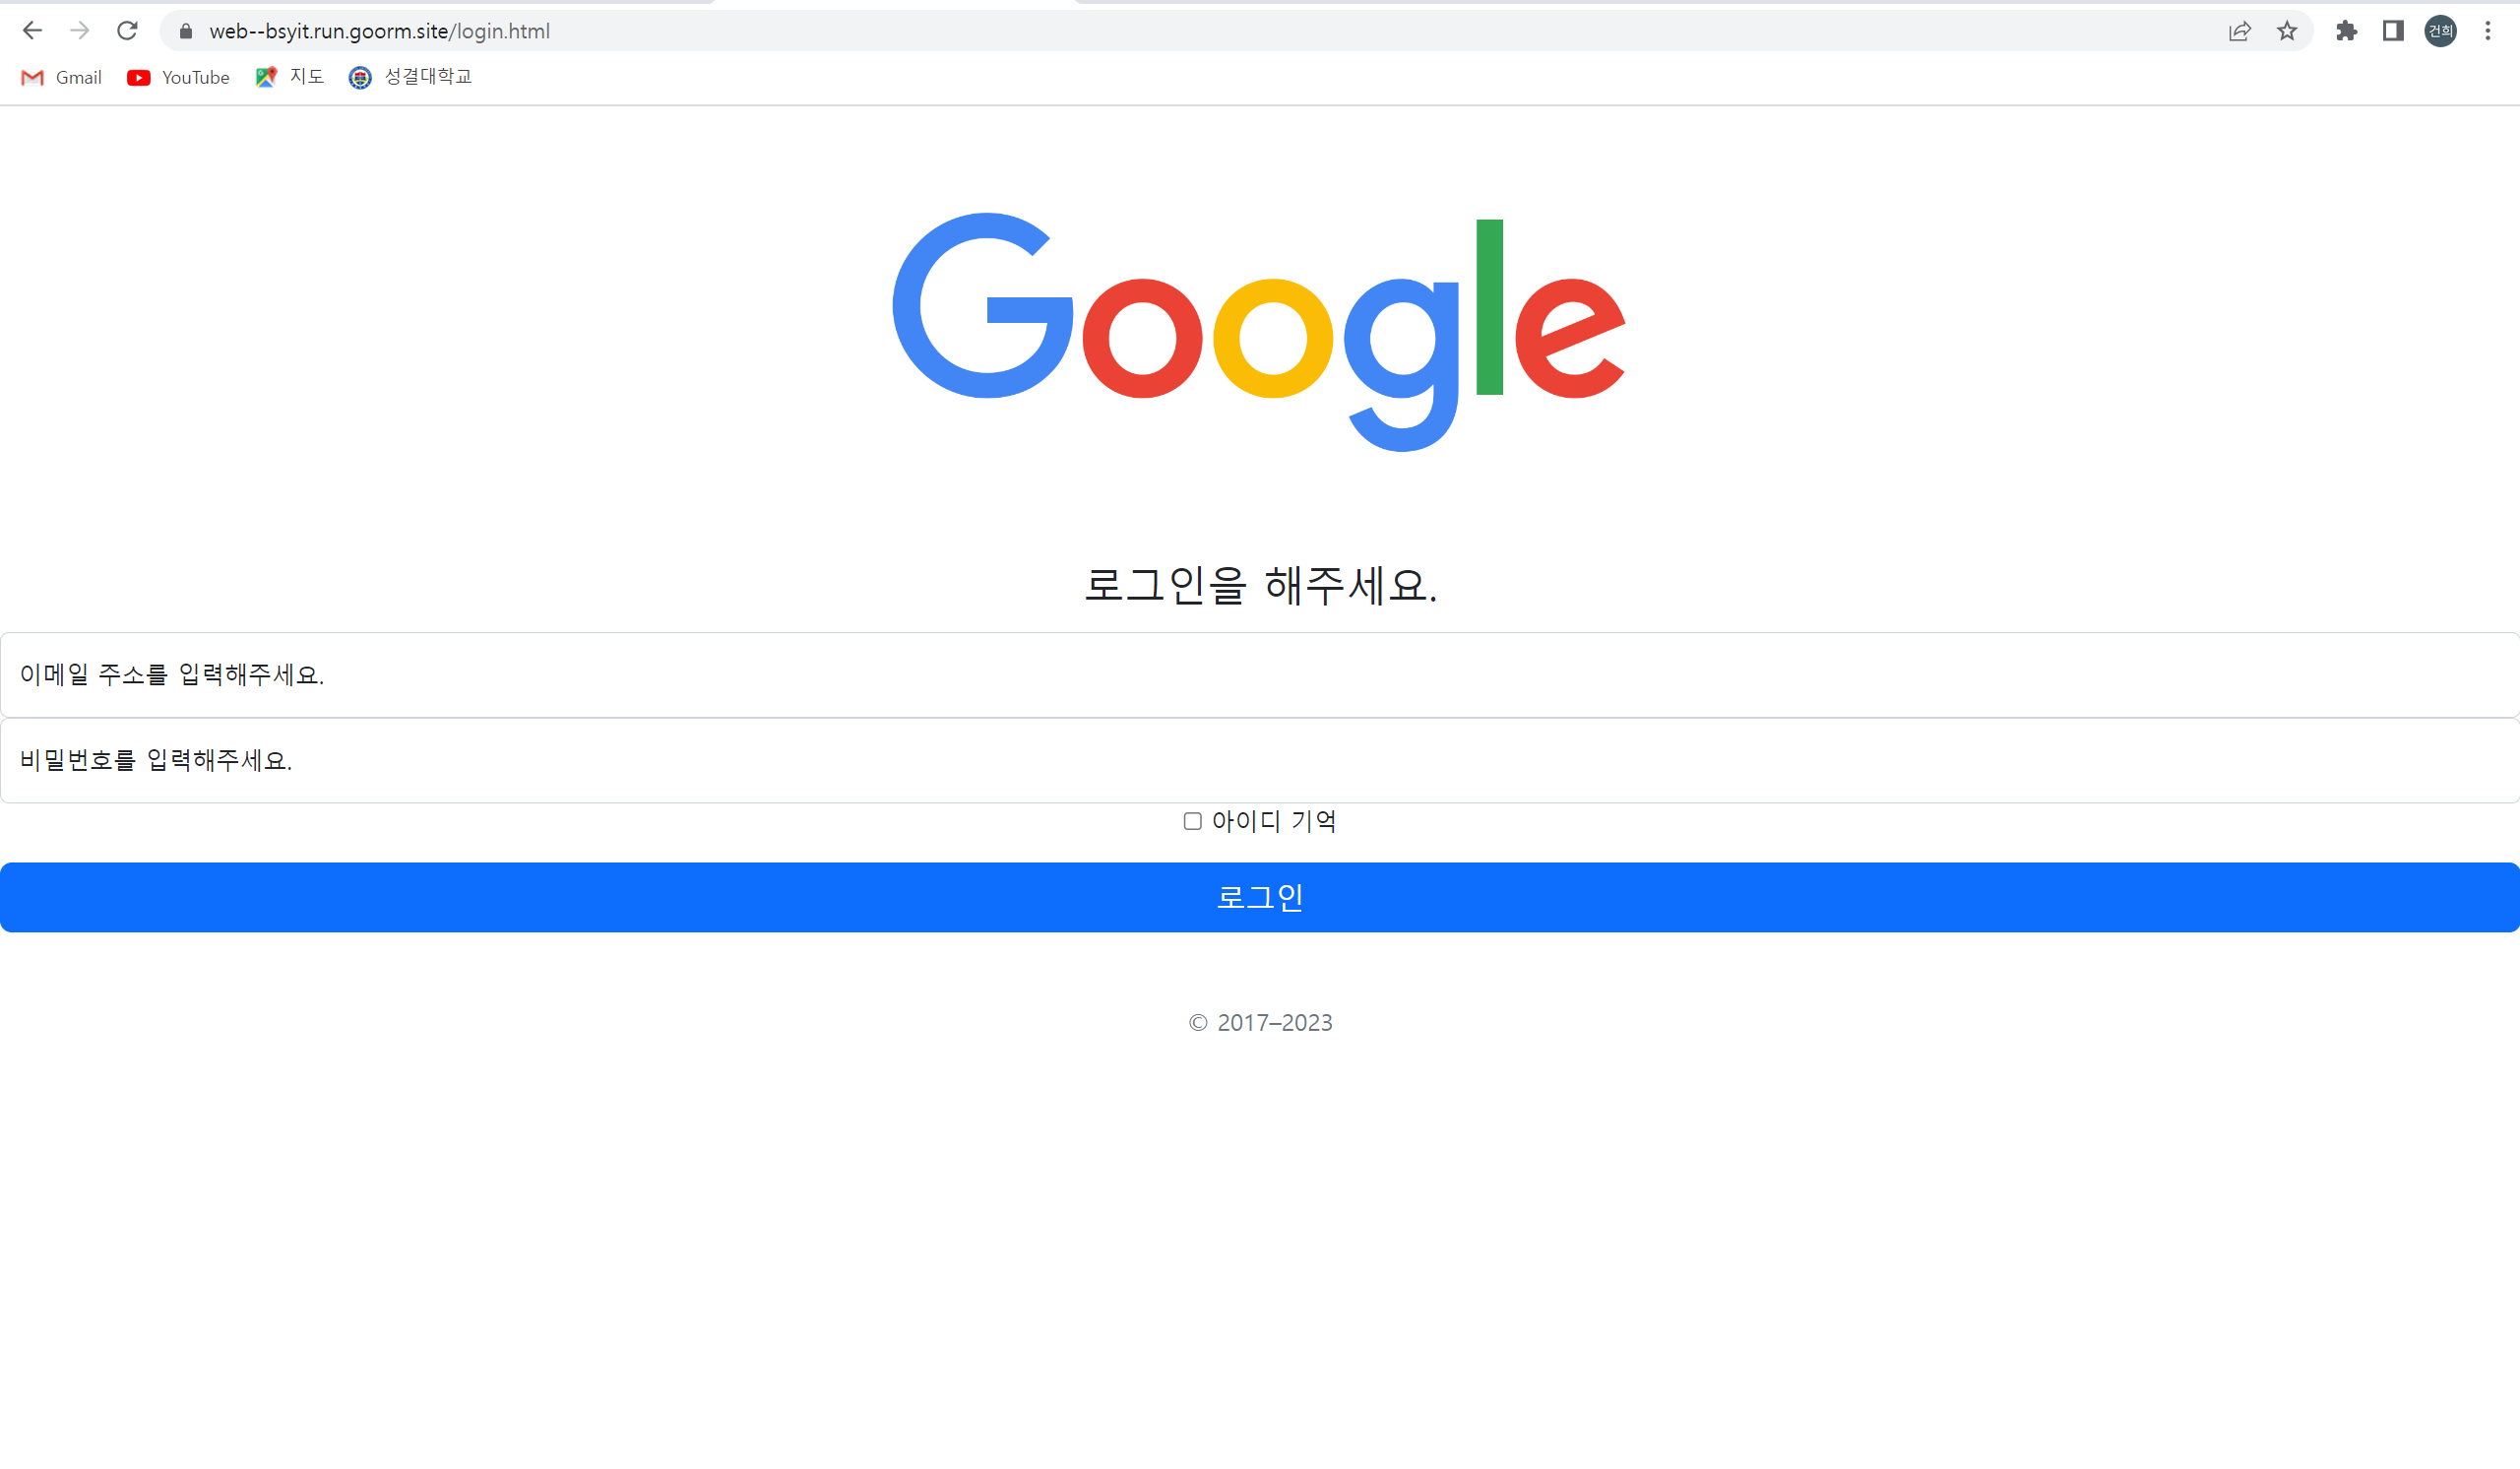 web--bsyit.run.goorm.site/login.html
건희
Gmail YouTube 지도 성결대학교
Google
로그인을 해주세요.
이메일 주소를 입력해주세요.
비밀번호를 입력해주세요.
아이디 기억
로그인
© 2017–2023